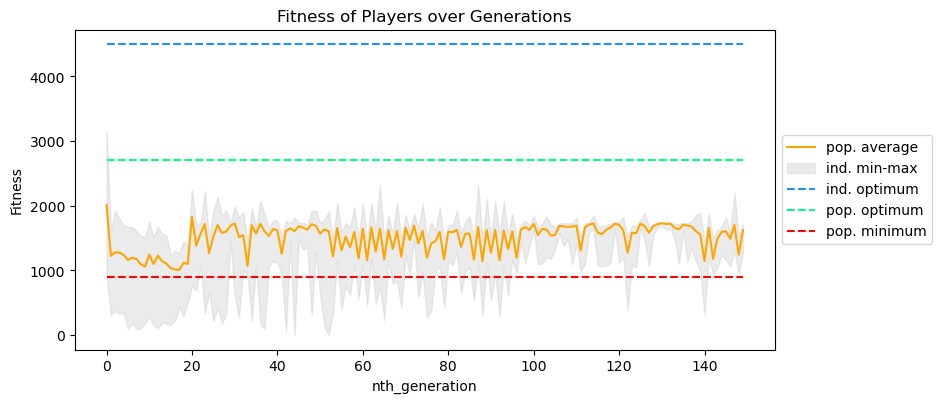 Fitness of Players over Generations
Fitness
4000
3000
2000
1000
0
0
20
40
60
80
100
120
140
nth_generation
pop. average
ind. min-max
ind. optimum
pop. optimum
pop. minimum